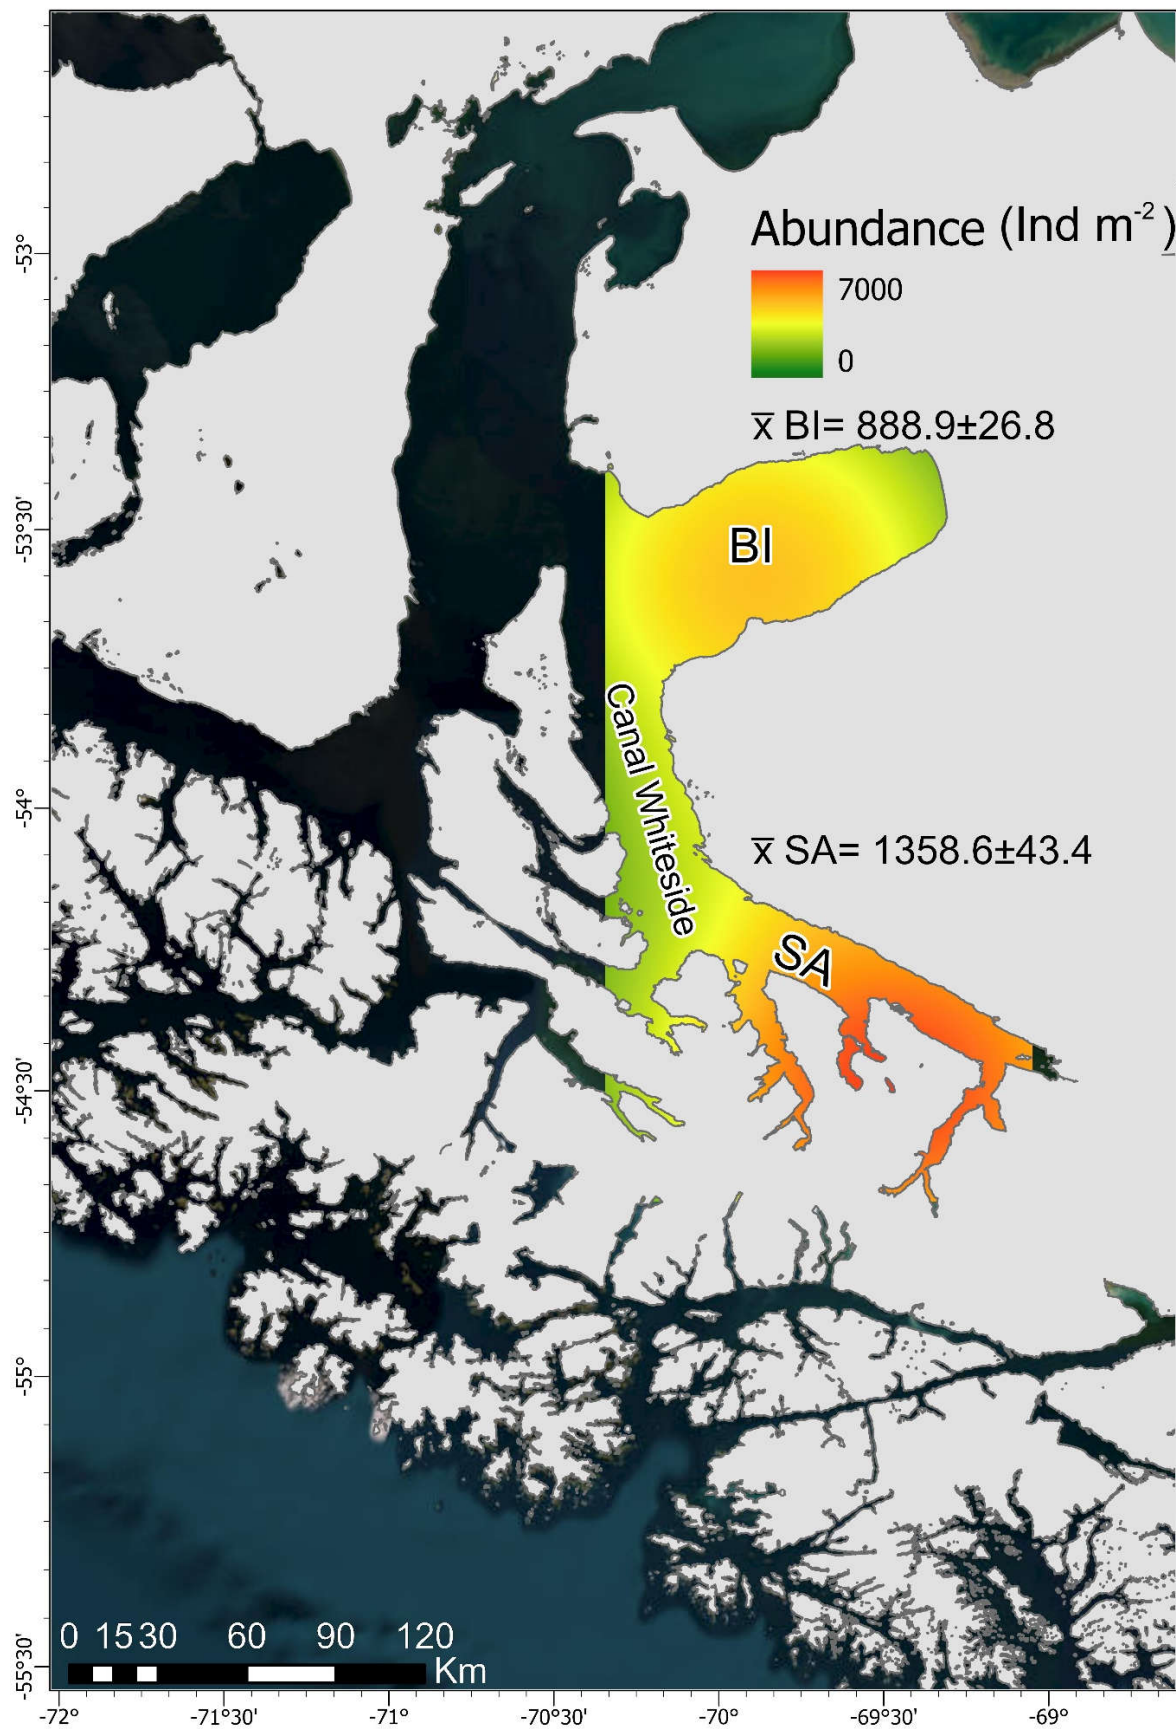 Abundance (Ind m⁻²)
7000
0
x̅ BI= 888.9±26.8
BI
Canal Whiteside
x̅ SA= 1358.6±43.4
SA
-53°
-53°30'
-54°
-54°30'
-55°
-55°30'
0 15 30 60 90 120
Km
-72° -71°30' -71° -70°30' -70° -69°30' -69°